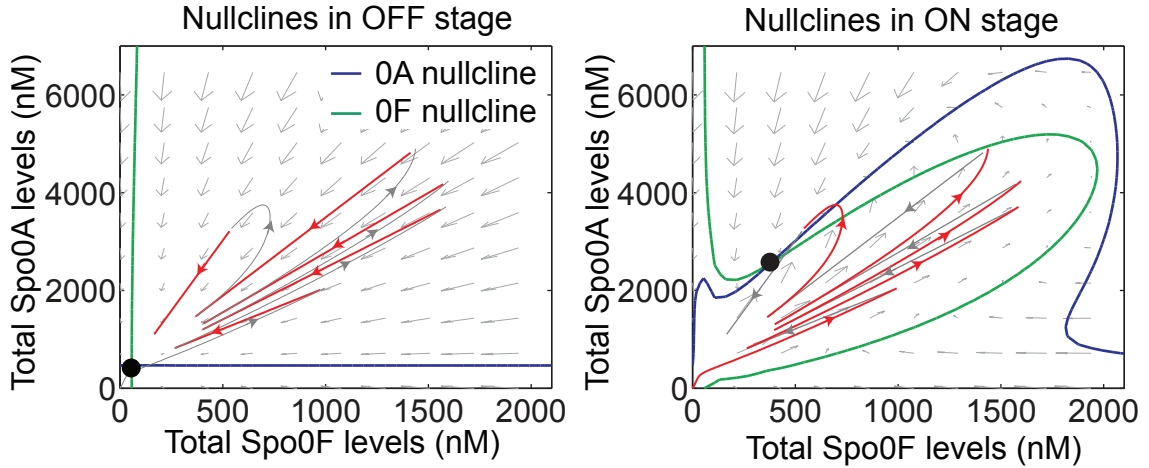 Nullclines in OFF stage
0A nullcline
0F nullcline
6000
4000
2000
0
0 500 1000 1500 2000
Total Spo0F levels (nM)
Total Spo0A levels (nM)
Nullclines in ON stage
6000
4000
2000
0
0 500 1000 1500 2000
Total Spo0F levels (nM)
Total Spo0A levels (nM)